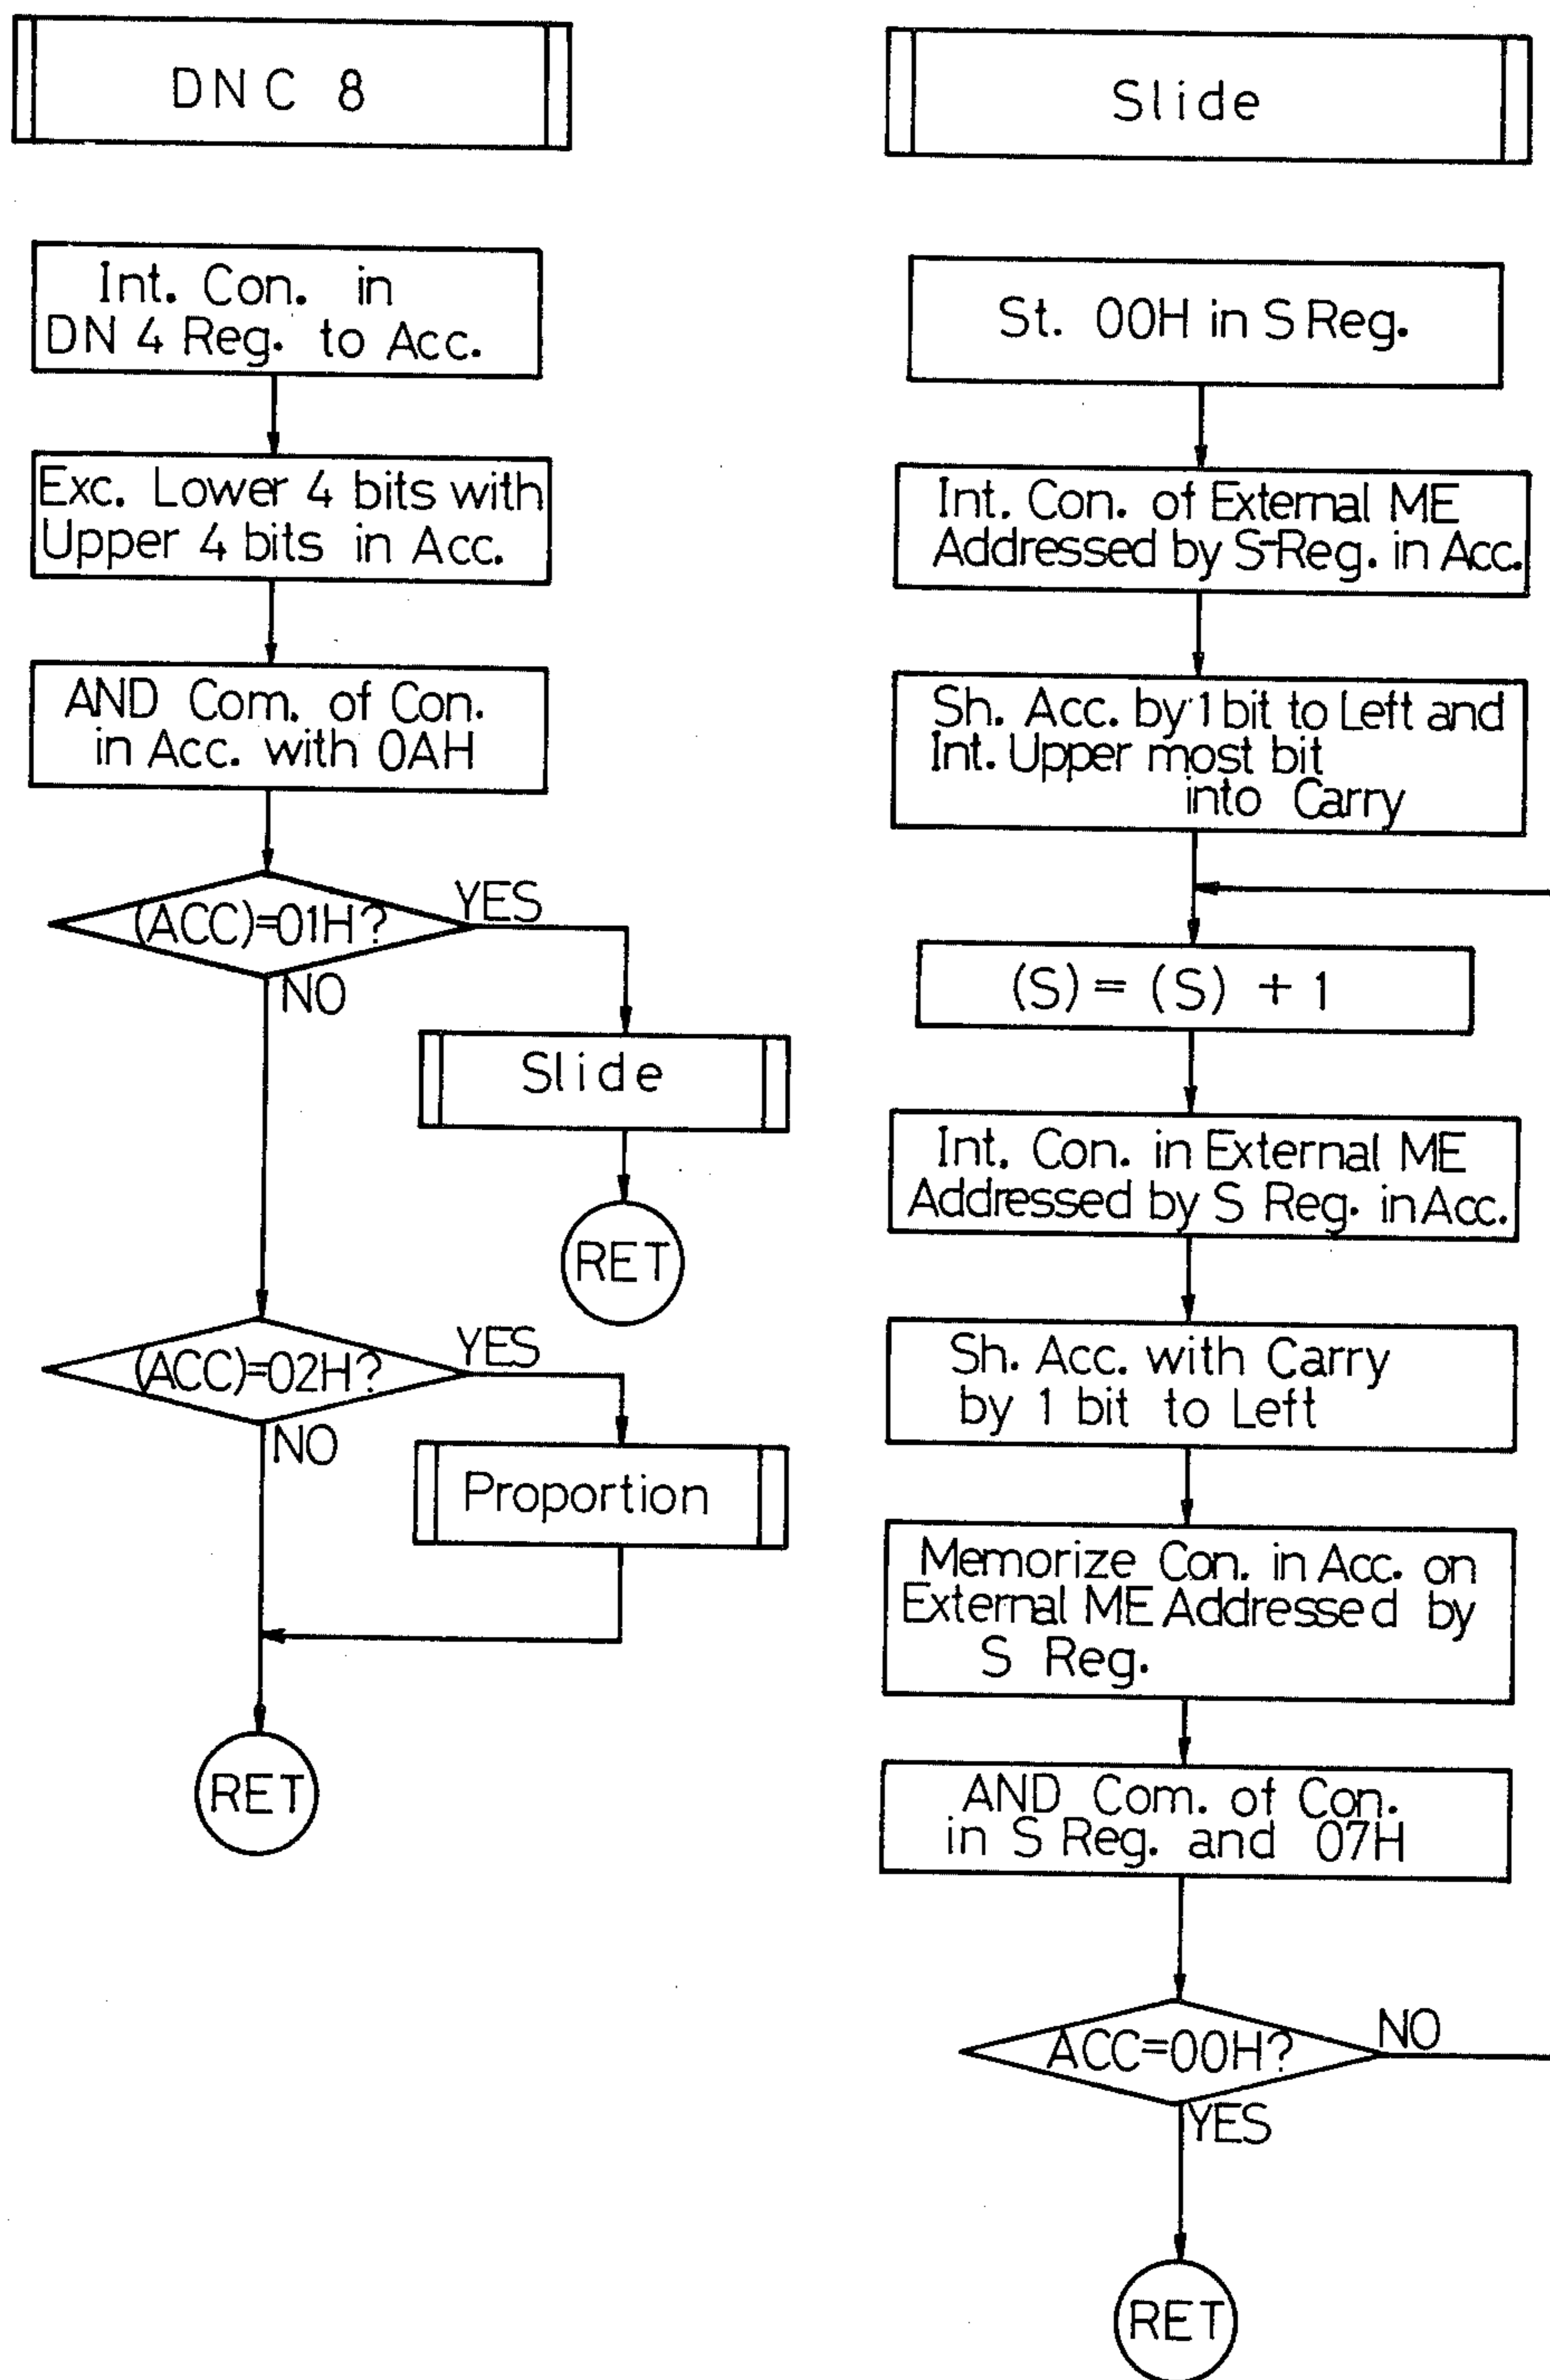 DNC 8
Int. Con. in
DN 4 Reg. to Acc.
Exc. Lower 4 bits with
Upper 4 bits in Acc.
AND Com. of Con.
in Acc. with 0AH
(ACC)=01H?
YES
NO
Slide
RET
(ACC)=02H?
YES
NO
Proportion
RET
Slide
St. 00H in S Reg.
Int. Con. of External ME
Addressed by S-Reg. in Acc.
Sh. Acc. by 1 bit to Left and
Int. Upper most bit
into Carry
(S) = (S) + 1
Int. Con. in External ME
Addressed by S Reg. in Acc.
Sh. Acc. with Carry
by 1 bit to Left
Memorize Con. in Acc. on
External ME Addressed by
S Reg.
AND Com. of Con.
in S Reg. and 07H
ACC=00H?
NO
YES
RET